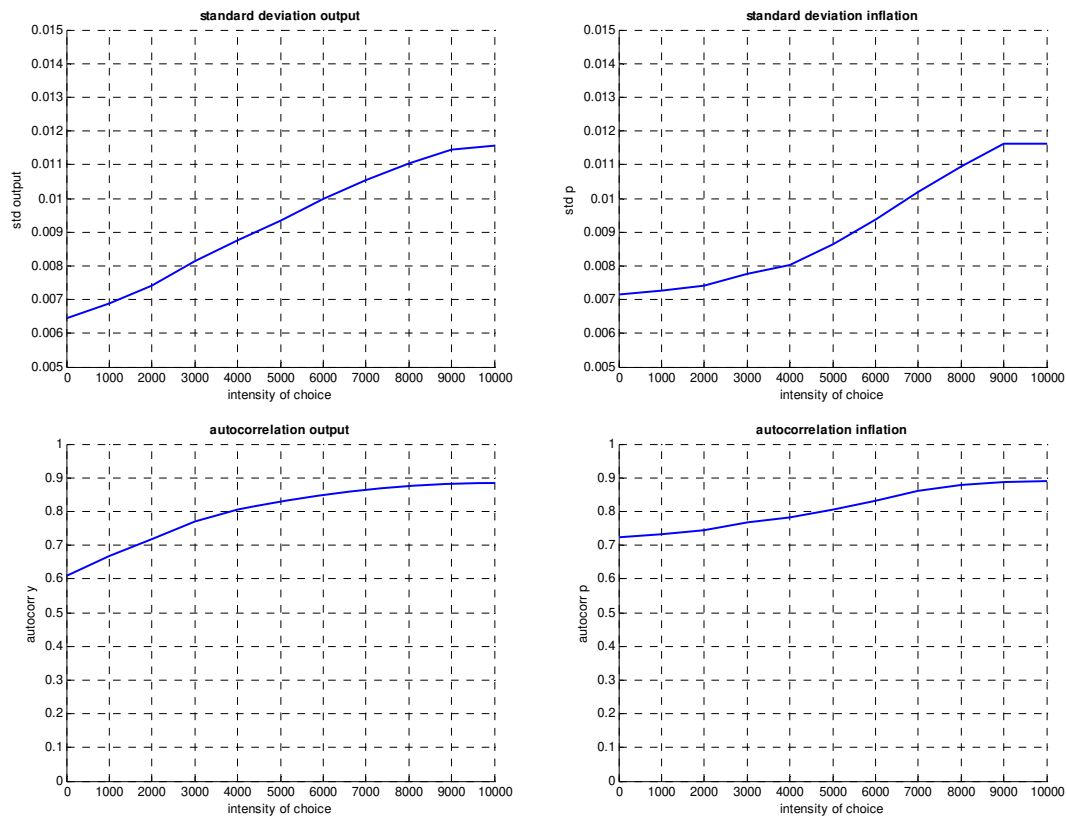 standard deviation output
0.015
0.014
0.013
0.012
0.011
0.01
0.009
0.008
0.007
0.006
0.005
std output
0 1000 2000 3000 4000 5000 6000 7000 8000 9000 10000
intensity of choice
standard deviation inflation
0.015
0.014
0.013
0.012
0.011
0.01
0.009
0.008
0.007
0.006
0.005
std p
0 1000 2000 3000 4000 5000 6000 7000 8000 9000 10000
intensity of choice
autocorrelation output
1
0.9
0.8
0.7
0.6
0.5
0.4
0.3
0.2
0.1
0
autocorr y
0 1000 2000 3000 4000 5000 6000 7000 8000 9000 10000
intensity of choice
autocorrelation inflation
1
0.9
0.8
0.7
0.6
0.5
0.4
0.3
0.2
0.1
0
autocorr p
0 1000 2000 3000 4000 5000 6000 7000 8000 9000 10000
intensity of choice